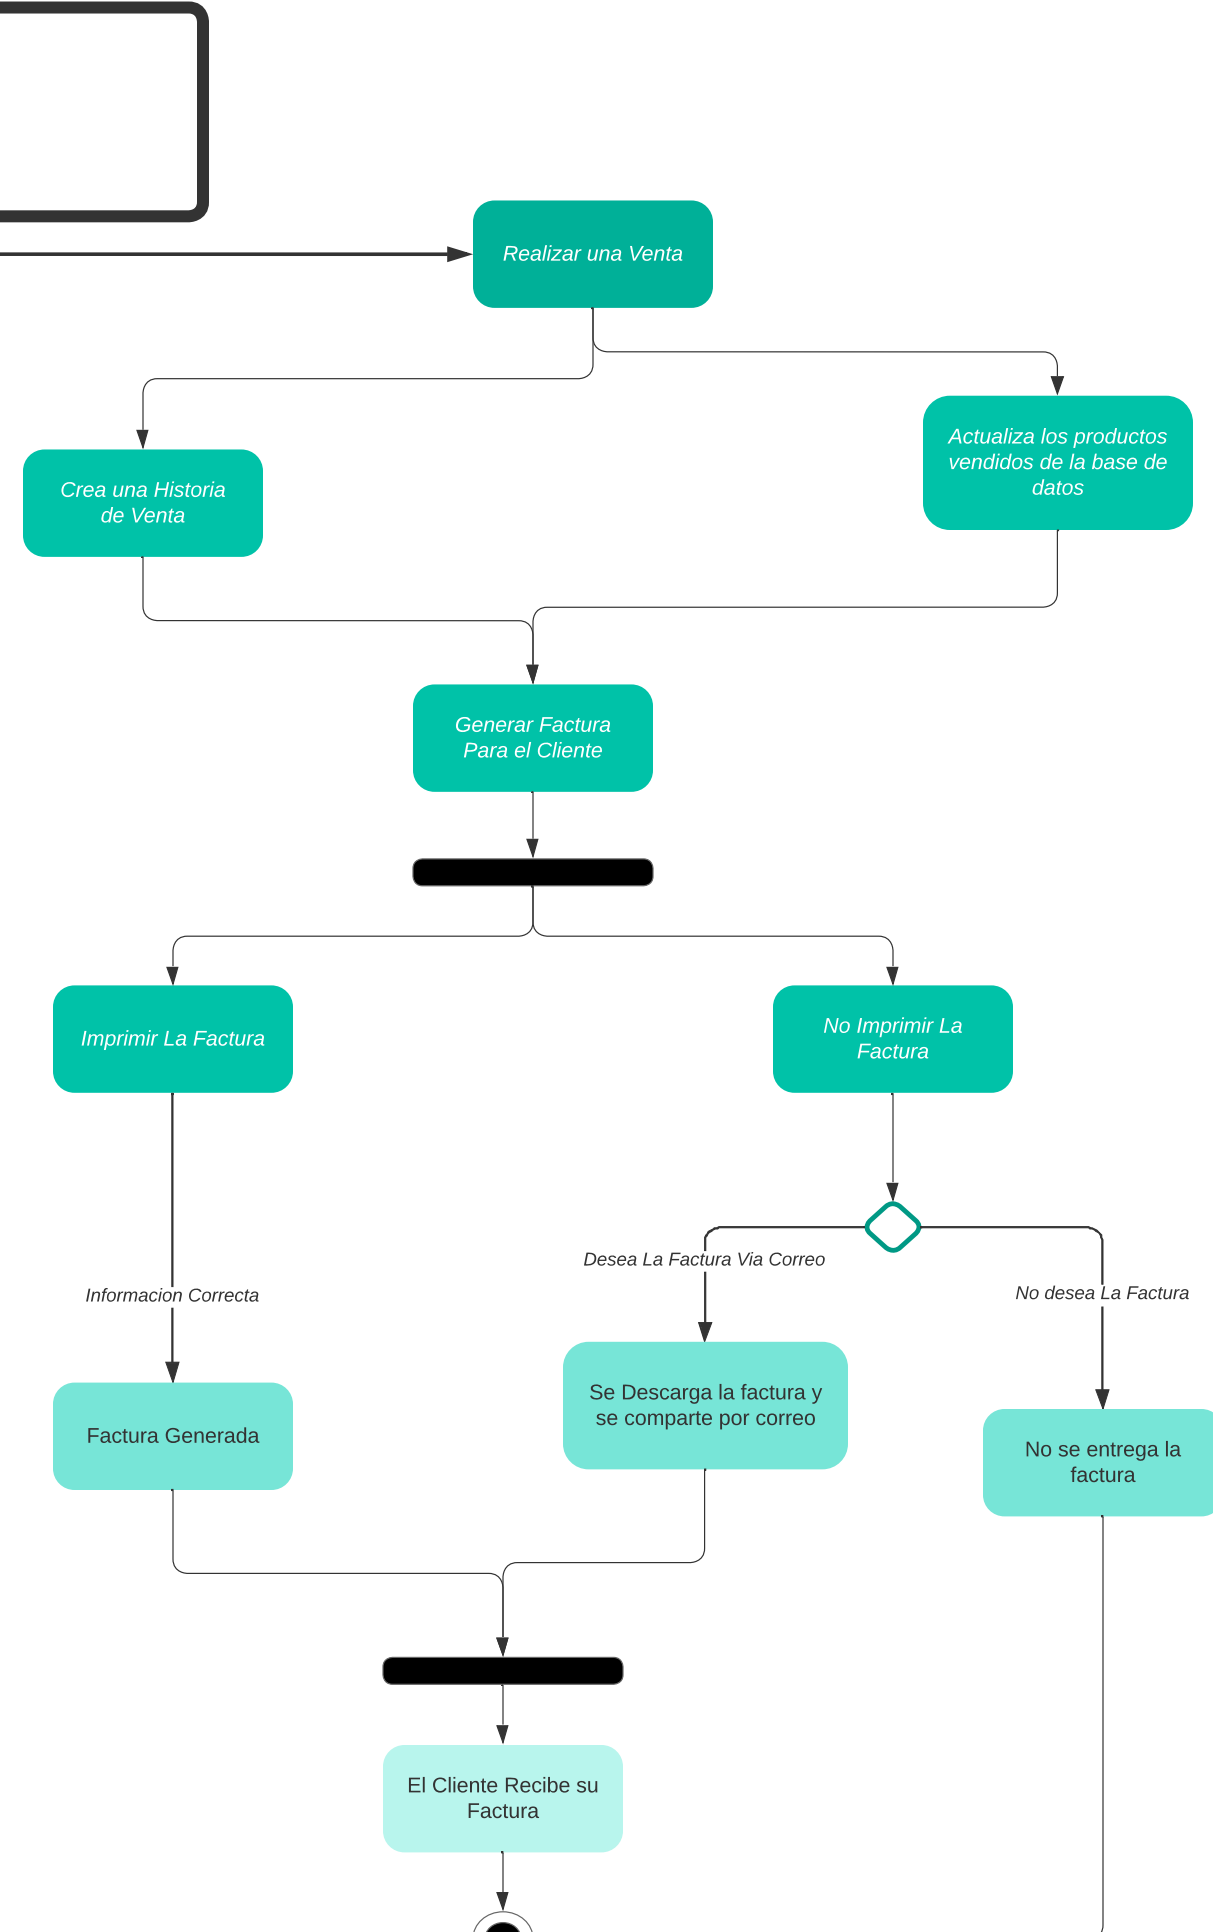 Realizar una Venta
Actualiza los productos
vendidos de la base de
datos
Crea una Historia
de Venta
Generar Factura
Para el Cliente
Imprimir La Factura
No Imprimir La
Factura
Desea La Factura Via Correo
No desea La Factura
Informacion Correcta
Se Descarga la factura y
se comparte por correo
Factura Generada
No se entrega la
factura
El Cliente Recibe su
Factura